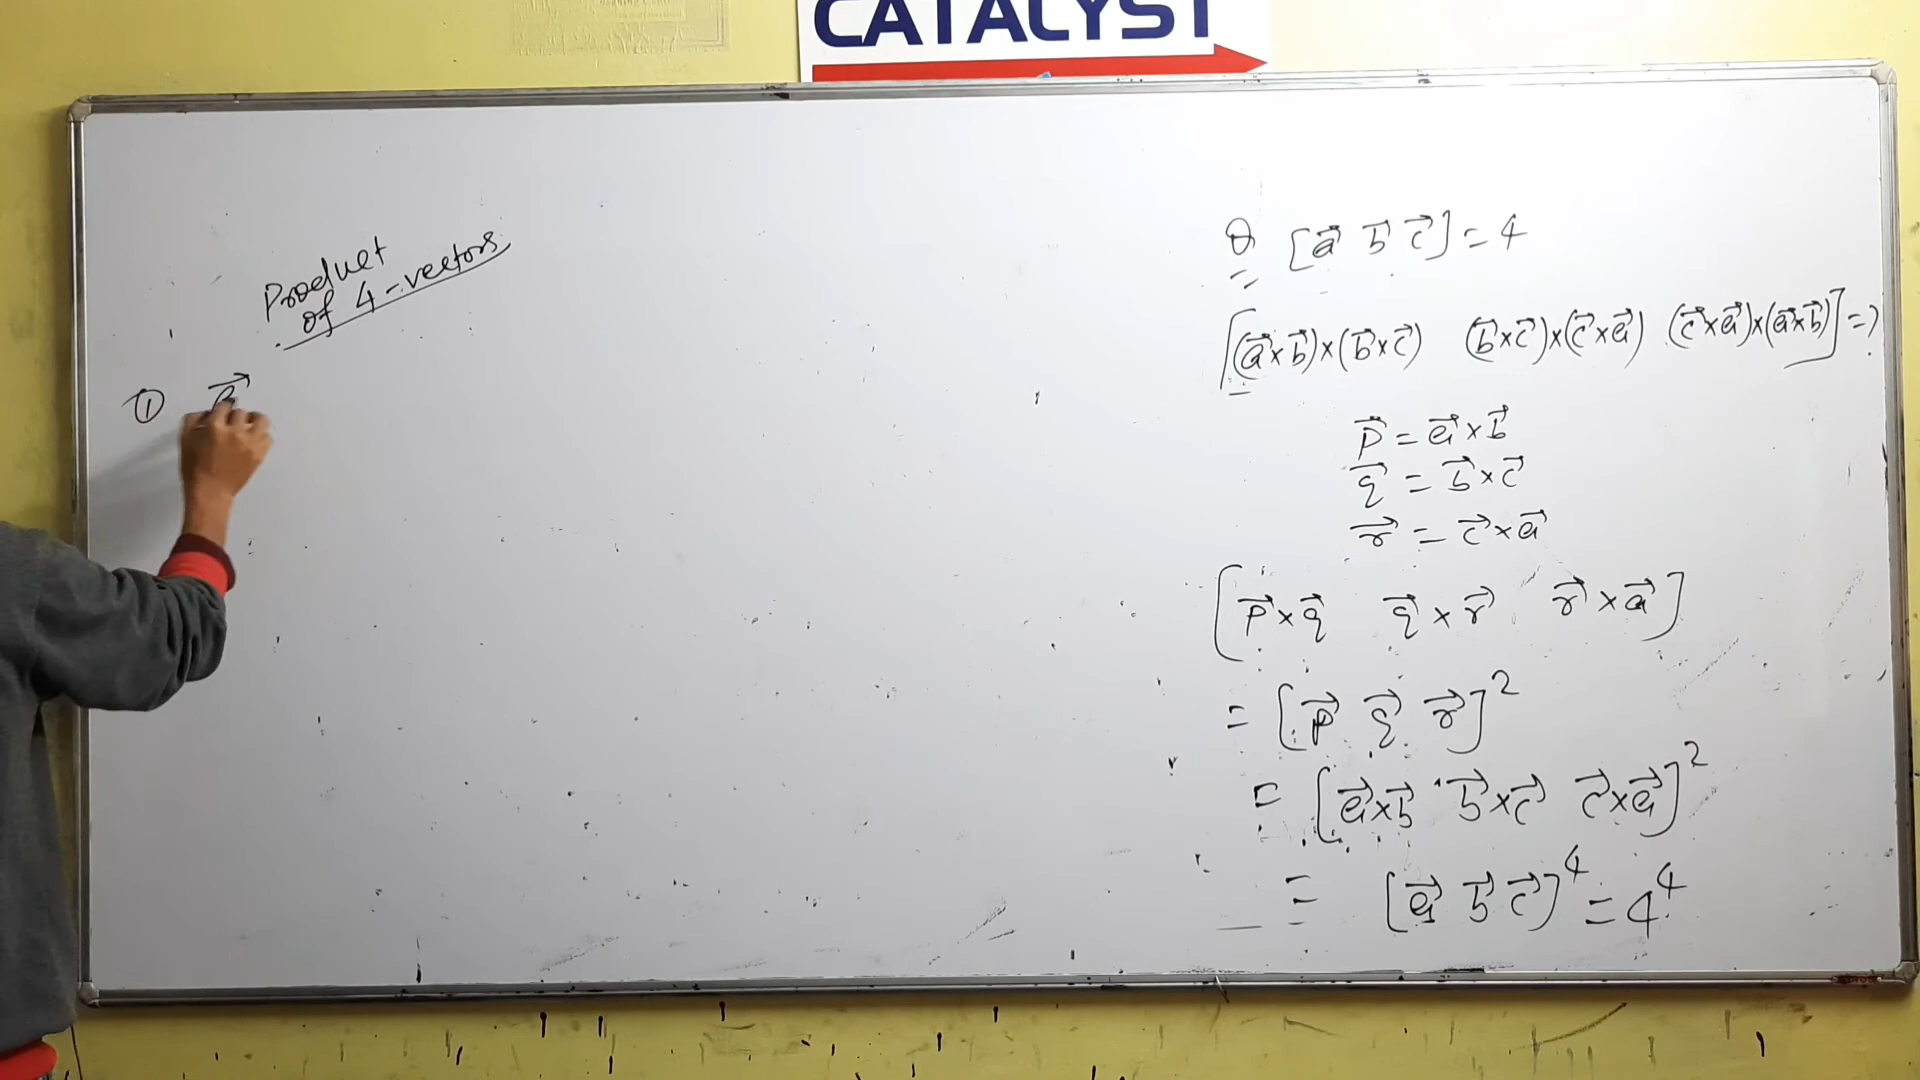 CATALYST
Product
of 4-vectors
① a⃗
Q [a⃗ b⃗ c⃗] = 4
[(a⃗×b⃗)×(b⃗×c⃗) (b⃗×c⃗)×(c⃗×a⃗) (c⃗×a⃗)×(a⃗×b⃗)] = ?
p⃗ = a⃗×b⃗
q⃗ = b⃗×c⃗
r⃗ = c⃗×a⃗
[p⃗×q⃗ q⃗×r⃗ r⃗×a⃗]
= [p⃗ q⃗ r⃗]²
= [a⃗×b⃗ b⃗×c⃗ c⃗×a⃗]²
= [a⃗ b⃗ c⃗]⁴ = 4⁴